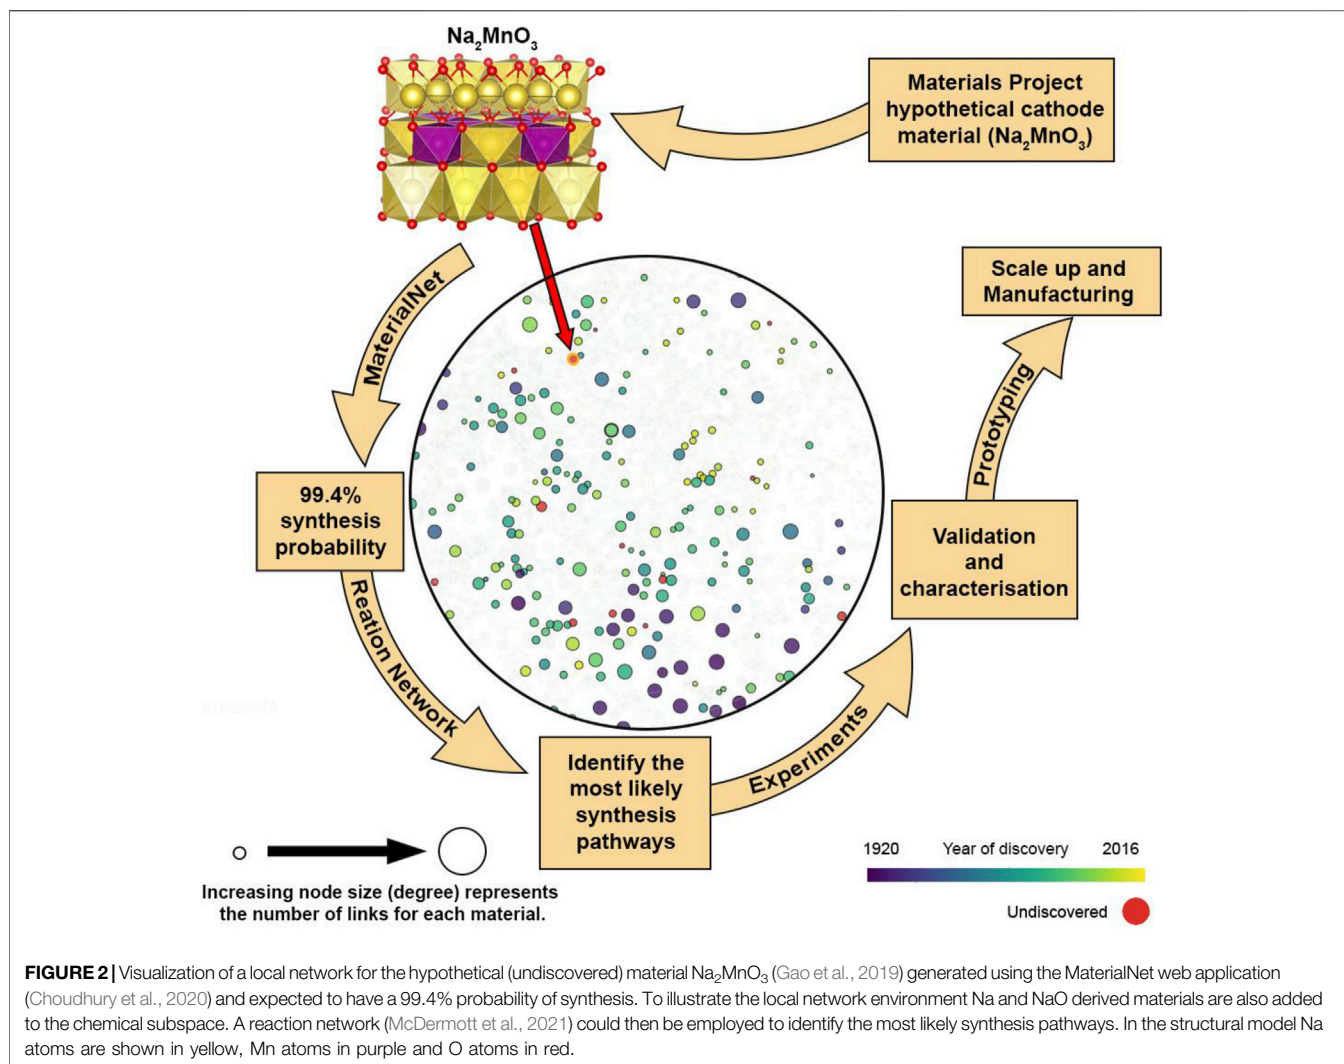 Na₂MnO₃
Materials Project
hypothetical cathode
material (Na₂MnO₃)
MaterialNet
Scale up and
Manufacturing
Prototyping
99.4%
synthesis
probability
Validation
and
characterisation
Reation Network
elements
Identify the
most likely
synthesis
pathways
Experiments
1920 Year of discovery 2016
Undiscovered
Increasing node size (degree) represents
the number of links for each material.
FIGURE 2 | Visualization of a local network for the hypothetical (undiscovered) material Na₂MnO₃ (Gao et al., 2019) generated using the MaterialNet web application
(Choudhury et al., 2020) and expected to have a 99.4% probability of synthesis. To illustrate the local network environment Na and NaO derived materials are also added
to the chemical subspace. A reaction network (McDermott et al., 2021) could then be employed to identify the most likely synthesis pathways. In the structural model Na
atoms are shown in yellow, Mn atoms in purple and O atoms in red.